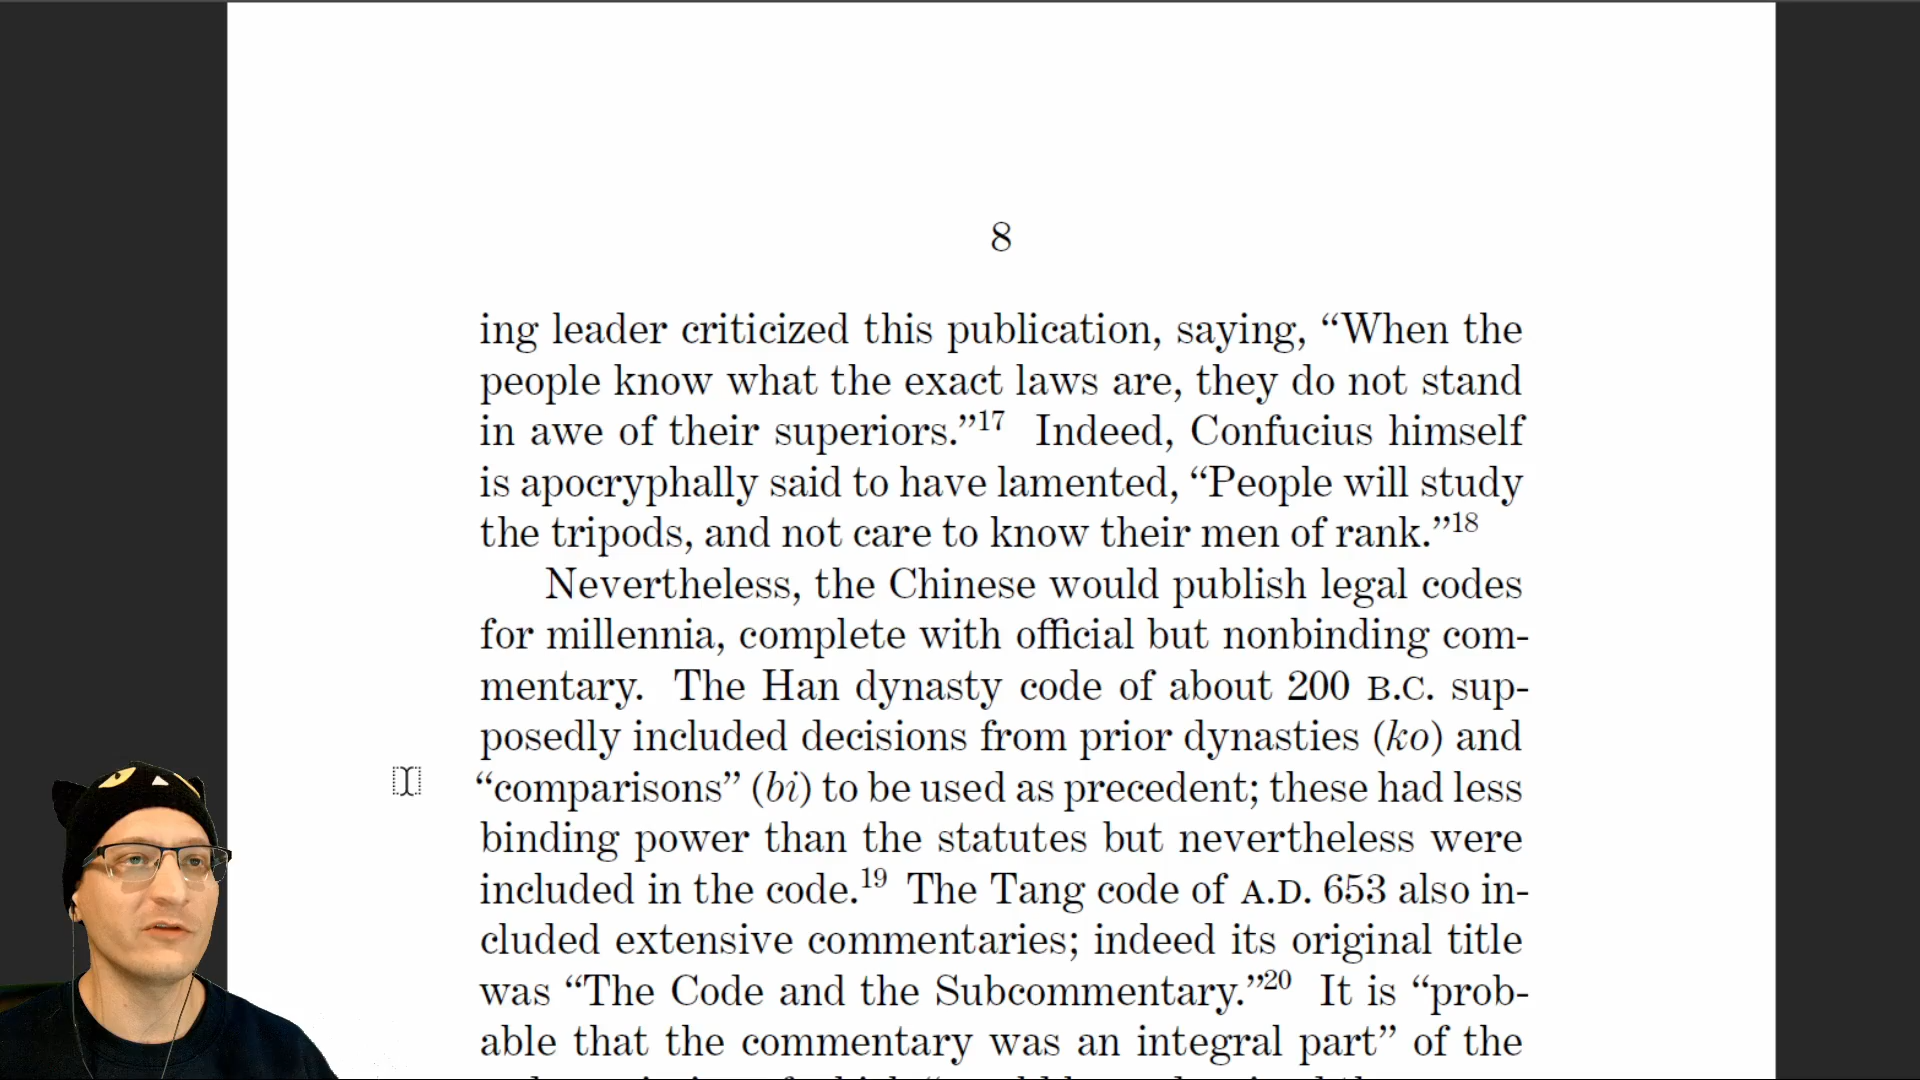 8
ing leader criticized this publication, saying, “When the
people know what the exact laws are, they do not stand
in awe of their superiors.”17 Indeed, Confucius himself
is apocryphally said to have lamented, “People will study
the tripods, and not care to know their men of rank.”18
Nevertheless, the Chinese would publish legal codes
for millennia, complete with official but nonbinding com-
mentary. The Han dynasty code of about 200 B.C. sup-
posedly included decisions from prior dynasties (ko) and
“comparisons” (bi) to be used as precedent; these had less
binding power than the statutes but nevertheless were
included in the code.19 The Tang code of A.D. 653 also in-
cluded extensive commentaries; indeed its original title
was “The Code and the Subcommentary.”20 It is “prob-
able that the commentary was an integral part” of the